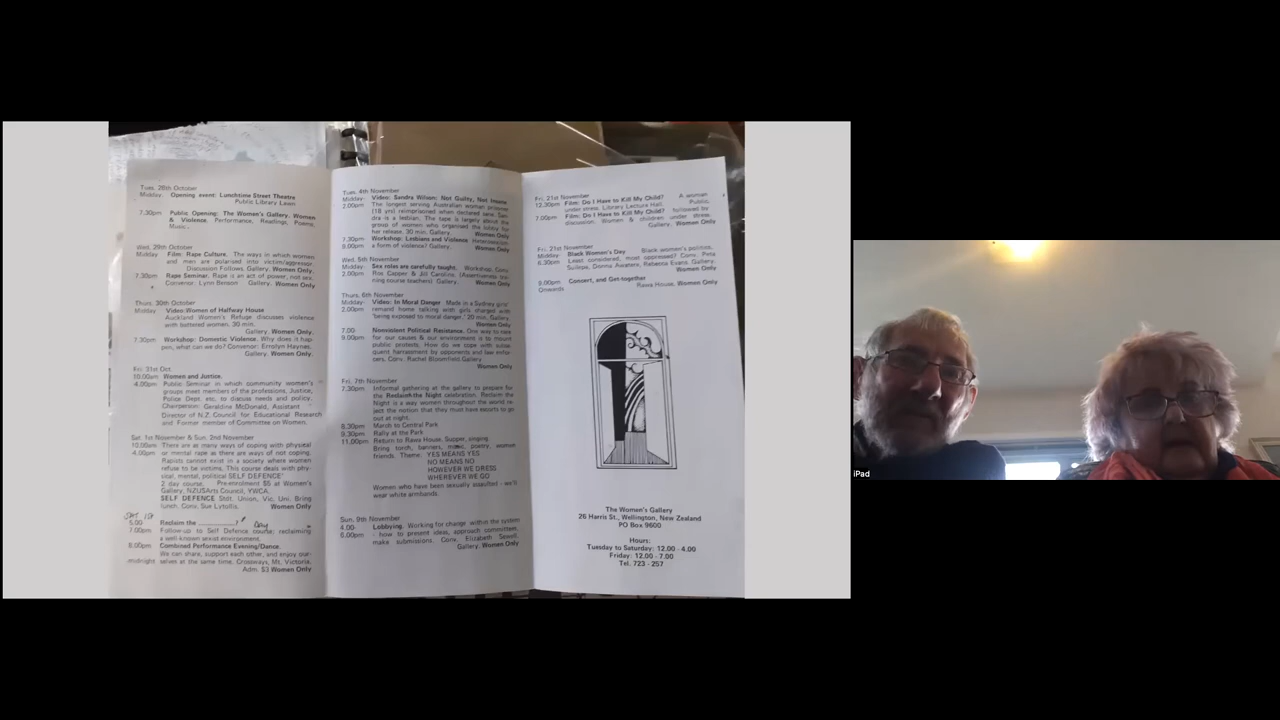 Tues. 28th October
Midday Opening event: Lunchtime Street Theatre
Public Library Lawn
7.30pm Public Opening: The Women's Gallery. Women
& Violence. Performance, Readings, Poems,
Music.
Wed. 29th October
Midday Film: Rape Culture. The ways in which women
and men are polarised into victim/aggressor.
Discussion Follows. Gallery. Women Only.
7.30pm Rape Seminar. Rape is an act of power, not sex.
Convenor Lynn Benson Gallery. Women Only
Thurs. 30th October
Midday Video: Women of Halfway House
Auckland Women's Refuge discusses violence
with battered women. 30 min.
Gallery. Women Only.
7.30pm Workshop: Domestic Violence. Why does it hap-
pen, what can we do? Convenor: Ernslyn Haynes.
Gallery. Women Only.
Fri. 31st Oct.
10.00am Women and Justice.
4.00pm Public Seminar in which community women's
groups meet members of the professions. Justice,
Police Dept. etc, to discuss needs and policy.
Chairperson: Geraldine McDonald, Assistant
Director of N.Z. Council for Educational Research
and Former member of Committee on Women.
Sat. 1st November & Sun. 2nd November
10.00am There are as many ways of coping with physical
4.00pm or mental rape as there are ways of not coping.
Rapists cannot exist in a society where women
refuse to be victims. This course deals with phy-
sical, mental, political SELF DEFENCE'
2 day course. Pre-enrolment $5 at Women's
Gallery, NZUSArts Council, YWCA.
SELF DEFENCE Stdt. Union, Vic. Uni. Bring
lunch. Conv. Sue Lytollis. Women Only
SAT 1ST
5.00 Reclaim the ________! Day
7.00pm Follow-up to Self Defence course; reclaiming
a well-known sexist environment.
8.00pm Combined Performance Evening/Dance.
We can share, support each other, and enjoy our-
midnight selves at the same time. Crossways, Mt. Victoria.
Adm. $3 Women Only
Tues. 4th November
Midday- Video: Sandra Wilson: Not Guilty, Not Insane
2.00pm The longest serving Australian woman prisoner
(18 yrs) reimprisoned when declared sane. San-
dra is a lesbian. The tape is largely about the
group of women who organised the lobby for
her release. 30 min. Gallery. Women Only
7.30pm Workshop: Lesbians and Violence Heterosexism:
8.00pm a form of violence? Gallery. Women Only
Wed. 5th November
Midday- Sex roles are carefully taught. Workshop, Conv.
2.00pm Ros Capper & Jill Carolins. (Assertiveness trai-
ning course teachers) Gallery. Women Only
Thurs. 6th November
Midday- Video: In Moral Danger Made in a Sydney girls'
2.00pm remand home talking with girls charged with
'being exposed to moral danger.' 20 min. Gallery.
Women Only
7.00 Nonviolent Political Resistance. One way to care
9.00pm for our causes & our environment is to mount
public protests. How do we cope with subse-
quent harassment by opponents and law enfor-
cers. Conv. Rachel Bloomfield Gallery
Women Only
Fri. 7th November
7.30pm Informal gathering at the gallery to prepare for
the Reclaim-the Night celebration. Reclaim the
Night is a way women throughout the world re-
ject the notion that they must have escorts to go
out at night.
8.30pm March to Central Park
9.30pm Rally at the Park
11.00pm Return to Rawa House, Supper, singing
Bring torch, banners, music, poetry, women
friends. Theme: YES MEANS YES
NO MEANS NO
HOWEVER WE DRESS
WHEREVER WE GO
Women who have been sexually assaulted - we'll
wear white armbands.
Sun. 9th November
4.00- Lobbying. Working for change within the system
6.00pm - how to present ideas, approach committees,
make submissions. Conv. Elizabeth Sewell,
Gallery. Women Only
Fri. 21st November
12.30pm Film: Do I Have to Kill My Child? A woman
under stress. Library Lecture Hall. Public,
7.00pm Film: Do I Have to Kill My Child? followed by
discussion. Women & children under stress.
Gallery. Women Only
Fri. 21st November
Midday Black Women's Day Black women's politics.
6.30pm Least considered, most oppressed? Conv. Peta
Siulepa, Donna Awatere, Rebecca Evans. Gallery.
Women Only
8.00pm Concert, and Get-together
Onwards Rawa House, Women Only
The Women's Gallery
26 Harris St., Wellington, New Zealand
PO Box 9600
Hours:
Tuesday to Saturday: 12.00 - 4.00
Friday: 12.00 - 7.00
Tel. 723 - 257
iPad